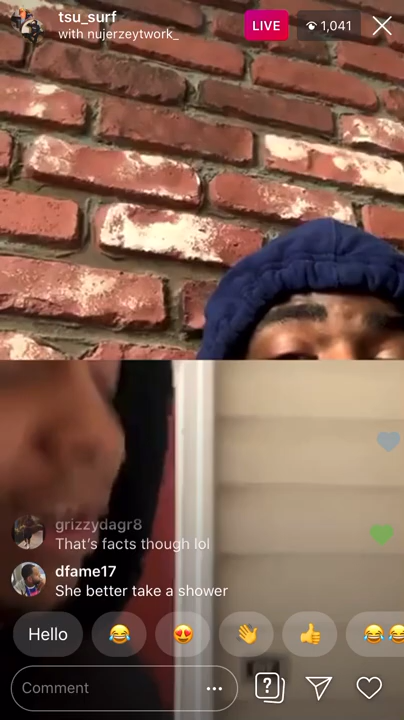 tsu_surf
with nujerzeytwork_
LIVE
1,041
grizzydagr8
That's facts though lol
dfame17
She better take a shower
Hello
Comment